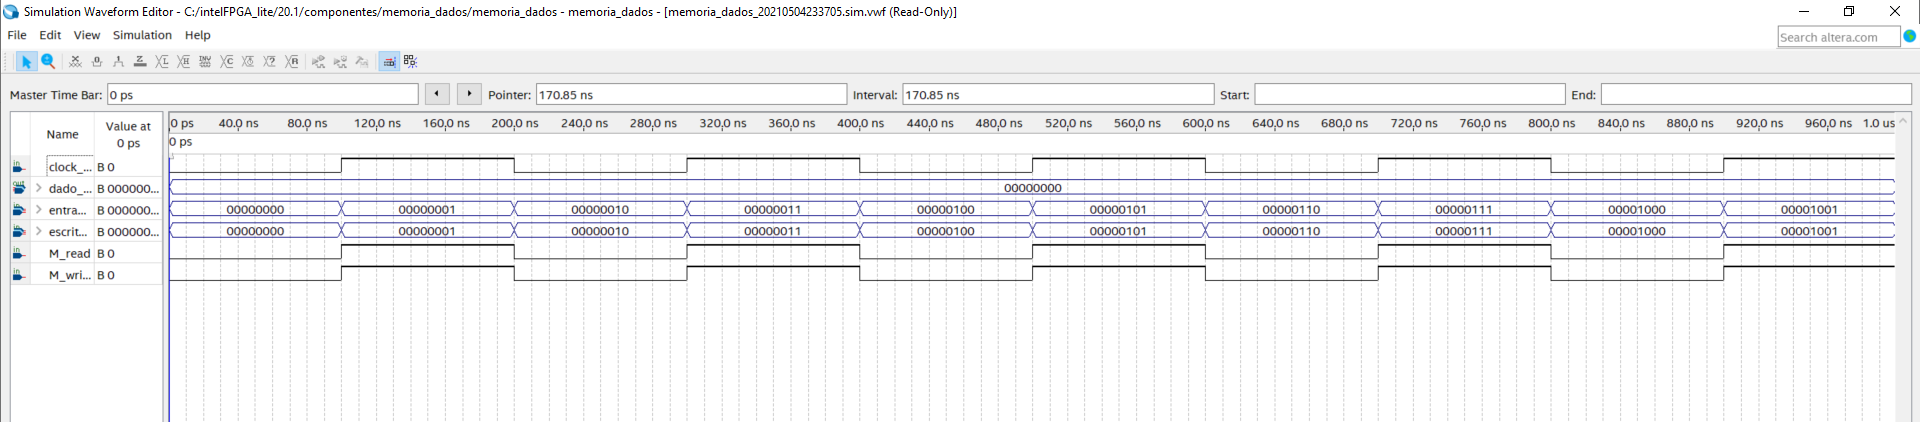 Simulation Waveform Editor - C:/intelFPGA_lite/20.1/componentes/memoria_dados/memoria_dados - memoria_dados - [memoria_dados_20210504233705.sim.vwf (Read-Only)]
File Edit View Simulation Help
Search altera.com
Master Time Bar: 0 ps Pointer: 170.85 ns Interval: 170.85 ns Start: End:
Name Value at 0 ps
0 ps 40.0 ns 80.0 ns 120.0 ns 160.0 ns 200.0 ns 240.0 ns 280.0 ns 320.0 ns 360.0 ns 400.0 ns 440.0 ns 480.0 ns 520.0 ns 560.0 ns 600.0 ns 640.0 ns 680.0 ns 720.0 ns 760.0 ns 800.0 ns 840.0 ns 880.0 ns 920.0 ns 960.0 ns 1.0 us
0 ps
clock_... B 0
dado_... B 000000... 00000000
entra... B 000000... 00000000 00000001 00000010 00000011 00000100 00000101 00000110 00000111 00001000 00001001
escrit... B 000000... 00000000 00000001 00000010 00000011 00000100 00000101 00000110 00000111 00001000 00001001
M_read B 0
M_wri... B 0